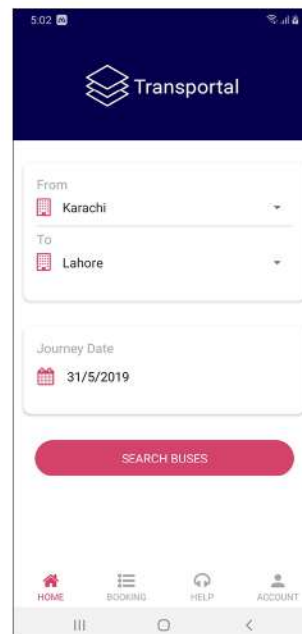 5:02
Transportal
From
Karachi
To
Lahore
Journey Date
31/5/2019
SEARCH BUSES
HOME
BOOKING
HELP
ACCOUNT